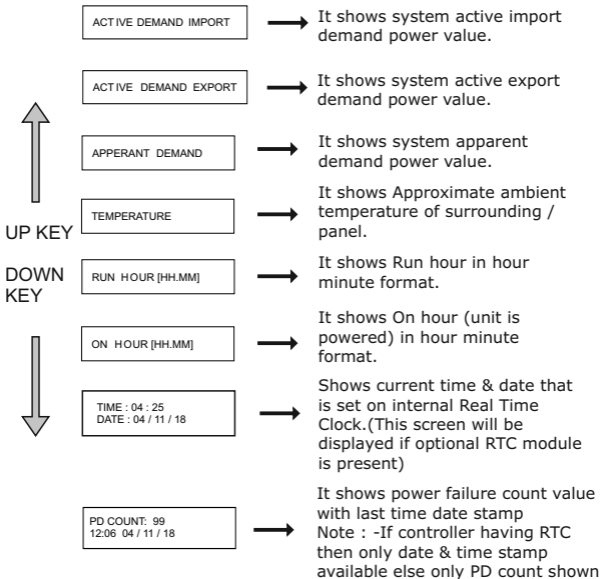 ACTIVE DEMAND IMPORT
It shows system active import
demand power value.
ACTIVE DEMAND EXPORT
It shows system active export
demand power value.
APPERANT DEMAND
It shows system apparent
demand power value.
UP KEY
TEMPERATURE
It shows Approximate ambient
temperature of surrounding /
panel.
DOWN
KEY
RUN HOUR [HH.MM]
It shows Run hour in hour
minute format.
ON HOUR [HH.MM]
It shows On hour (unit is
powered) in hour minute
format.
TIME : 04 : 25
DATE : 04 / 11 / 18
Shows current time & date that
is set on internal Real Time
Clock.(This screen will be
displayed if optional RTC module
is present)
PD COUNT: 99
12:06 04 / 11 / 18
It shows power failure count value
with last time date stamp
Note : -If controller having RTC
then only date & time stamp
available else only PD count shown